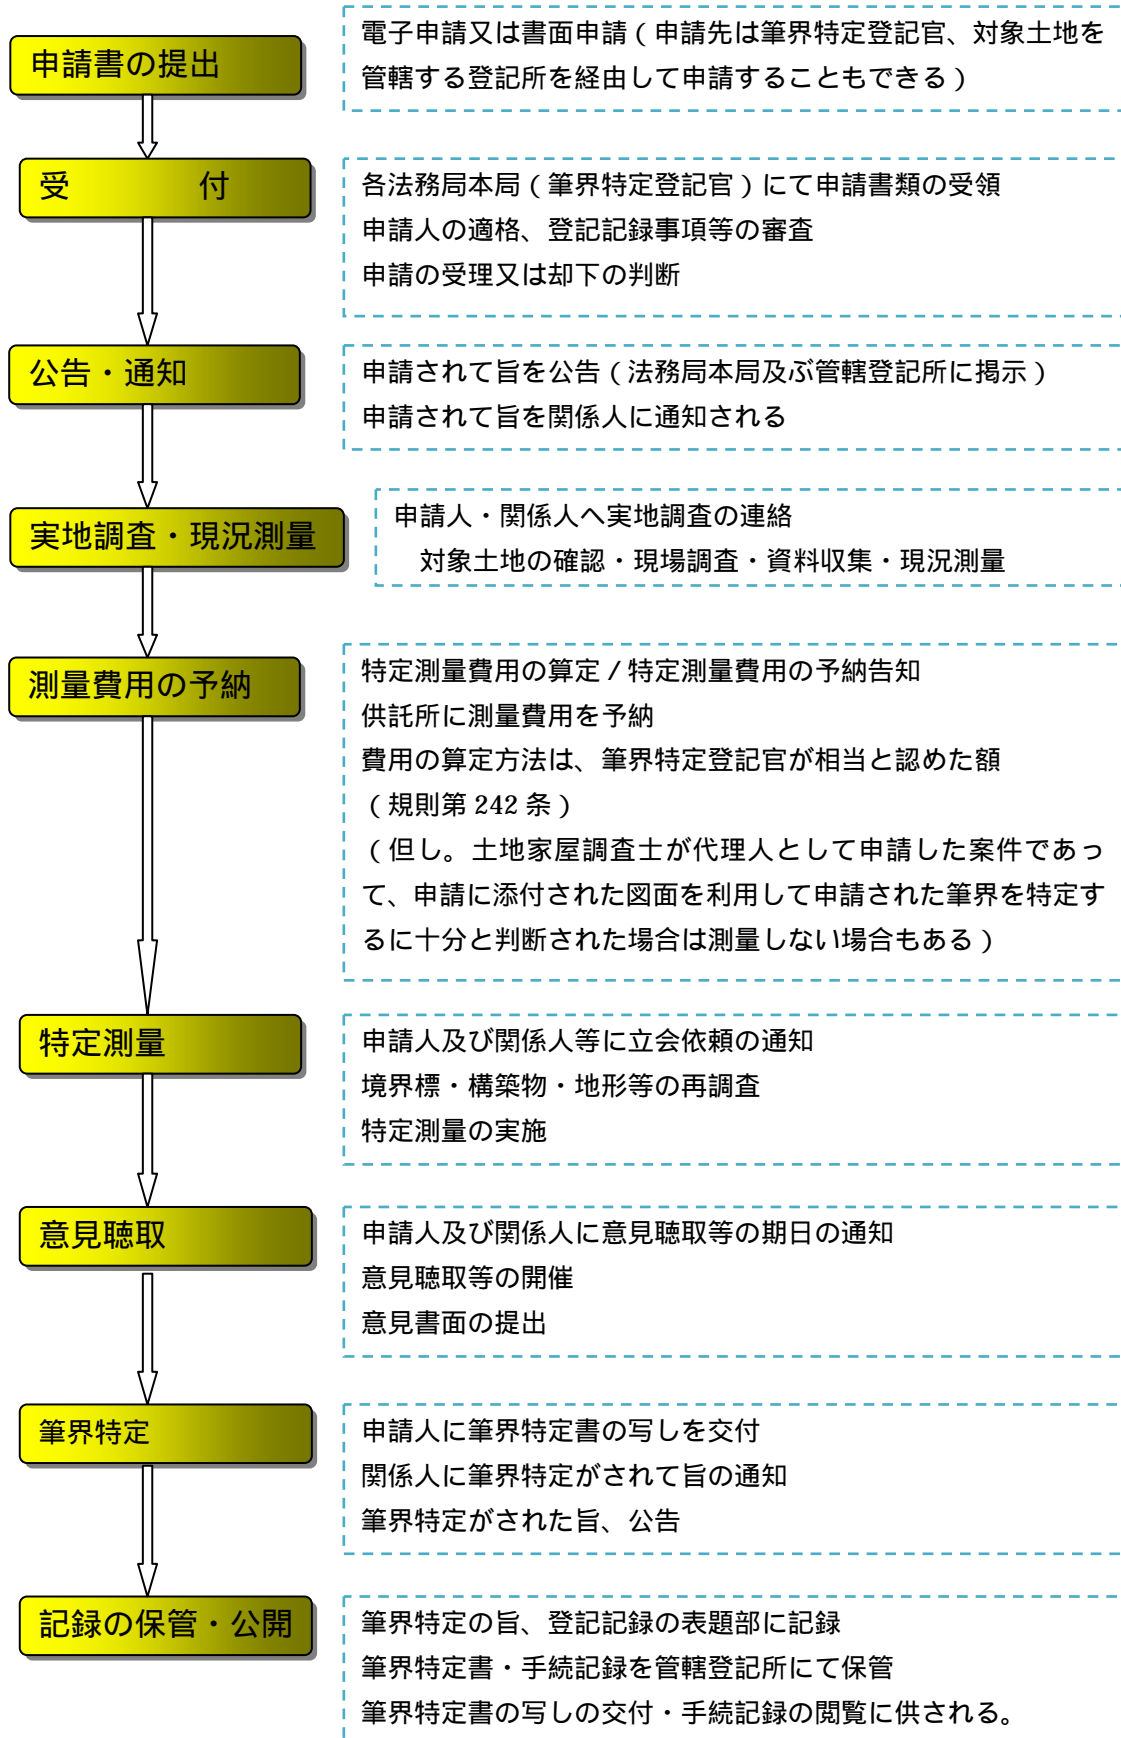 申請書の提出
電子申請又は書面申請(申請先は筆界特定登記官、対象土地を
管轄する登記所を経由して申請することもできる)
受　　　　付
各法務局本局(筆界特定登記官)にて申請書類の受領
申請人の適格、登記記録事項等の審査
申請の受理又は却下の判断
公告・通知
申請されて旨を公告(法務局本局及ぶ管轄登記所に掲示)
申請されて旨を関係人に通知される
実地調査・現況測量
申請人・関係人へ実地調査の連絡
対象土地の確認・現場調査・資料収集・現況測量
測量費用の予納
特定測量費用の算定/特定測量費用の予納告知
供託所に測量費用を予納
費用の算定方法は、筆界特定登記官が相当と認めた額
(規則第 242 条)
(但し。土地家屋調査士が代理人として申請した案件であっ
て、申請に添付された図面を利用して申請された筆界を特定す
るに十分と判断された場合は測量しない場合もある)
特定測量
申請人及び関係人等に立会依頼の通知
境界標・構築物・地形等の再調査
特定測量の実施
意見聴取
申請人及び関係人に意見聴取等の期日の通知
意見聴取等の開催
意見書面の提出
筆界特定
申請人に筆界特定書の写しを交付
関係人に筆界特定がされて旨の通知
筆界特定がされた旨、公告
記録の保管・公開
筆界特定の旨、登記記録の表題部に記録
筆界特定書・手続記録を管轄登記所にて保管
筆界特定書の写しの交付・手続記録の閲覧に供される。